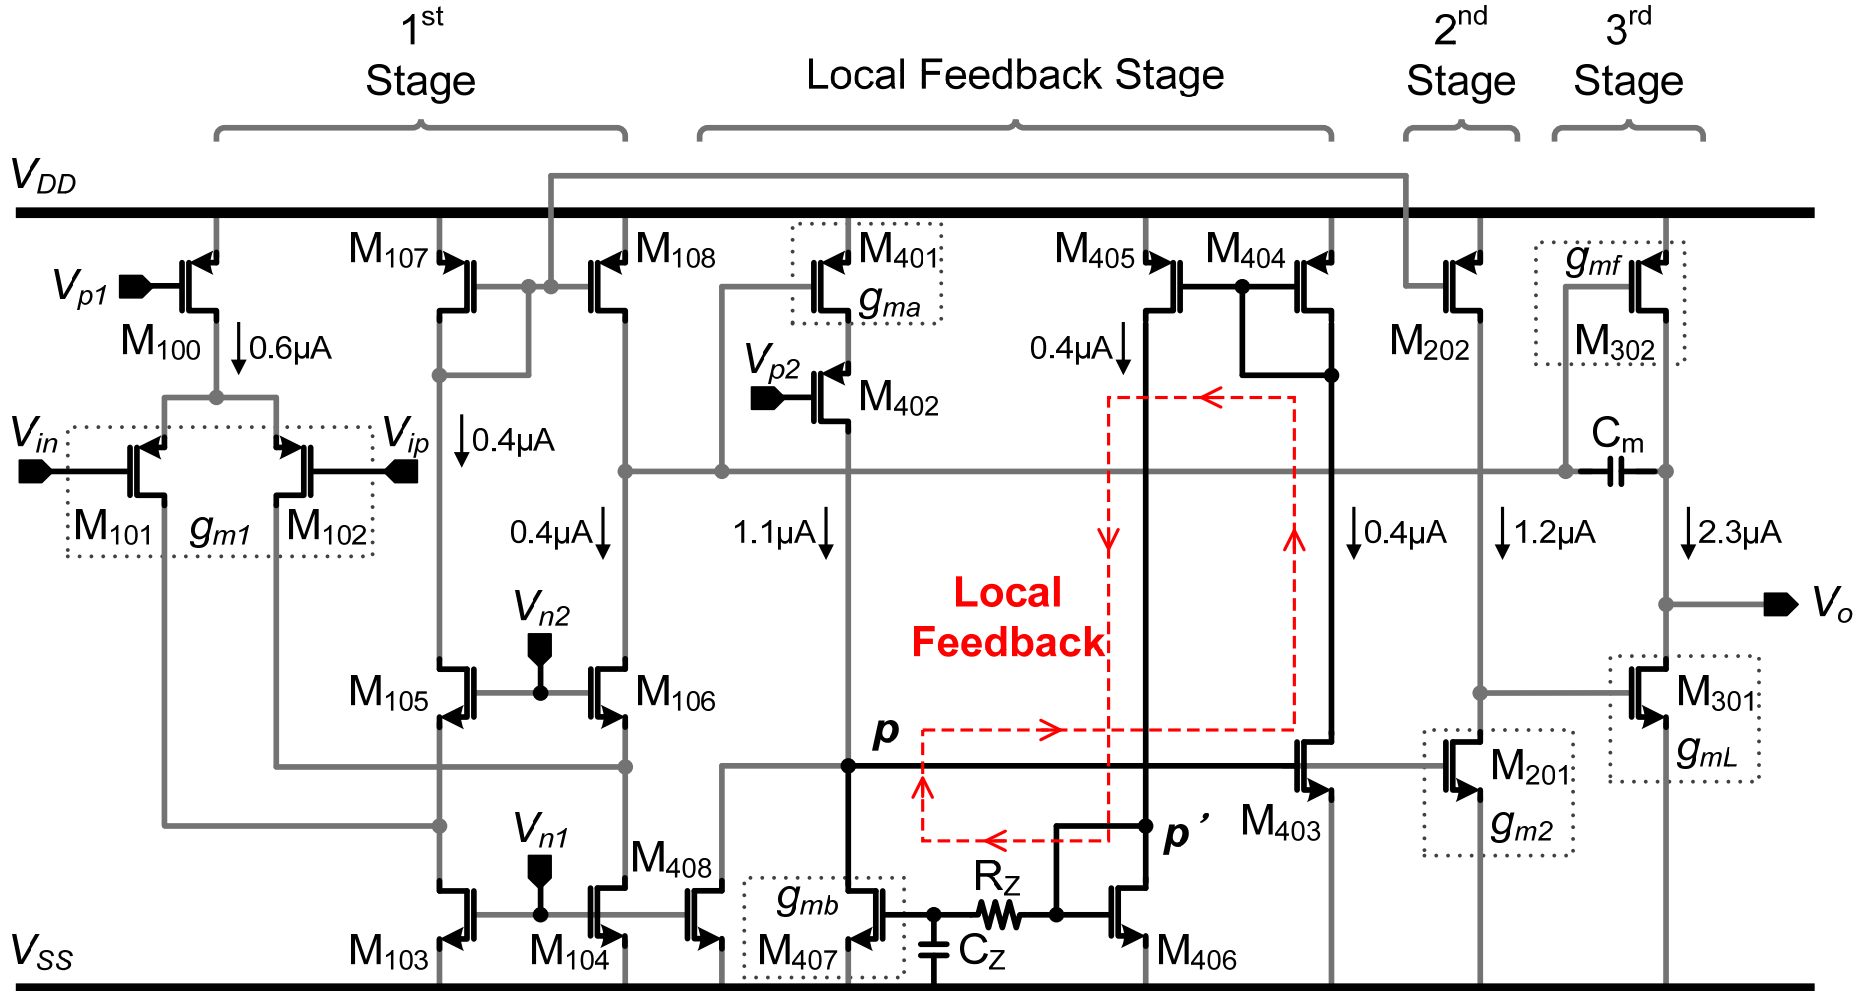 1st Stage
Local Feedback Stage
2nd Stage
3rd Stage
VDD
M107
M108
M401
gma
M405
M404
gmf
Vp1
M100
0.6μA
Vp2
0.4μA
M202
M302
M402
Vin
Vip
0.4μA
Cm
M101
gm1
M102
0.4μA
1.1μA
0.4μA
1.2μA
2.3μA
Local Feedback
Vn2
Vo
M105
M106
p
M301
gmL
M201
gm2
M403
p'
Vn1
M408
RZ
gmb
VSS
M103
M104
M407
CZ
M406